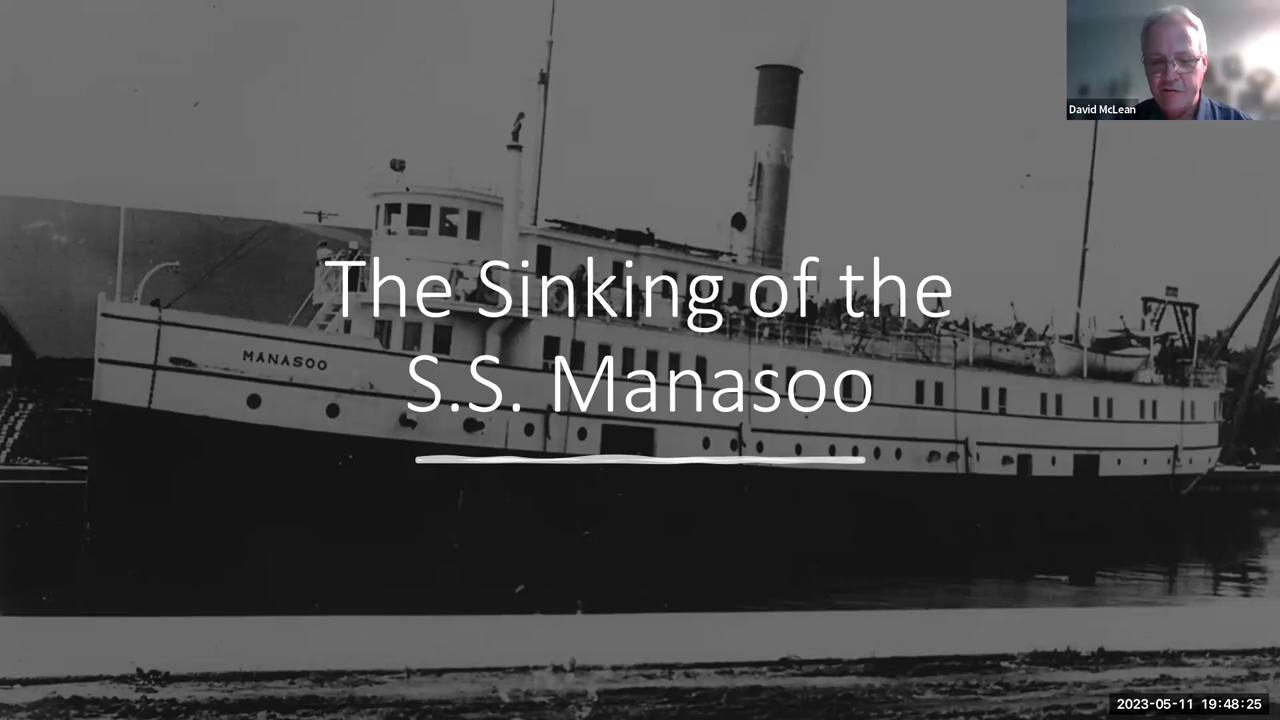 David McLean
The Sinking of the
S.S. Manasoo
MANASOO
2023-05-11 19:48:25